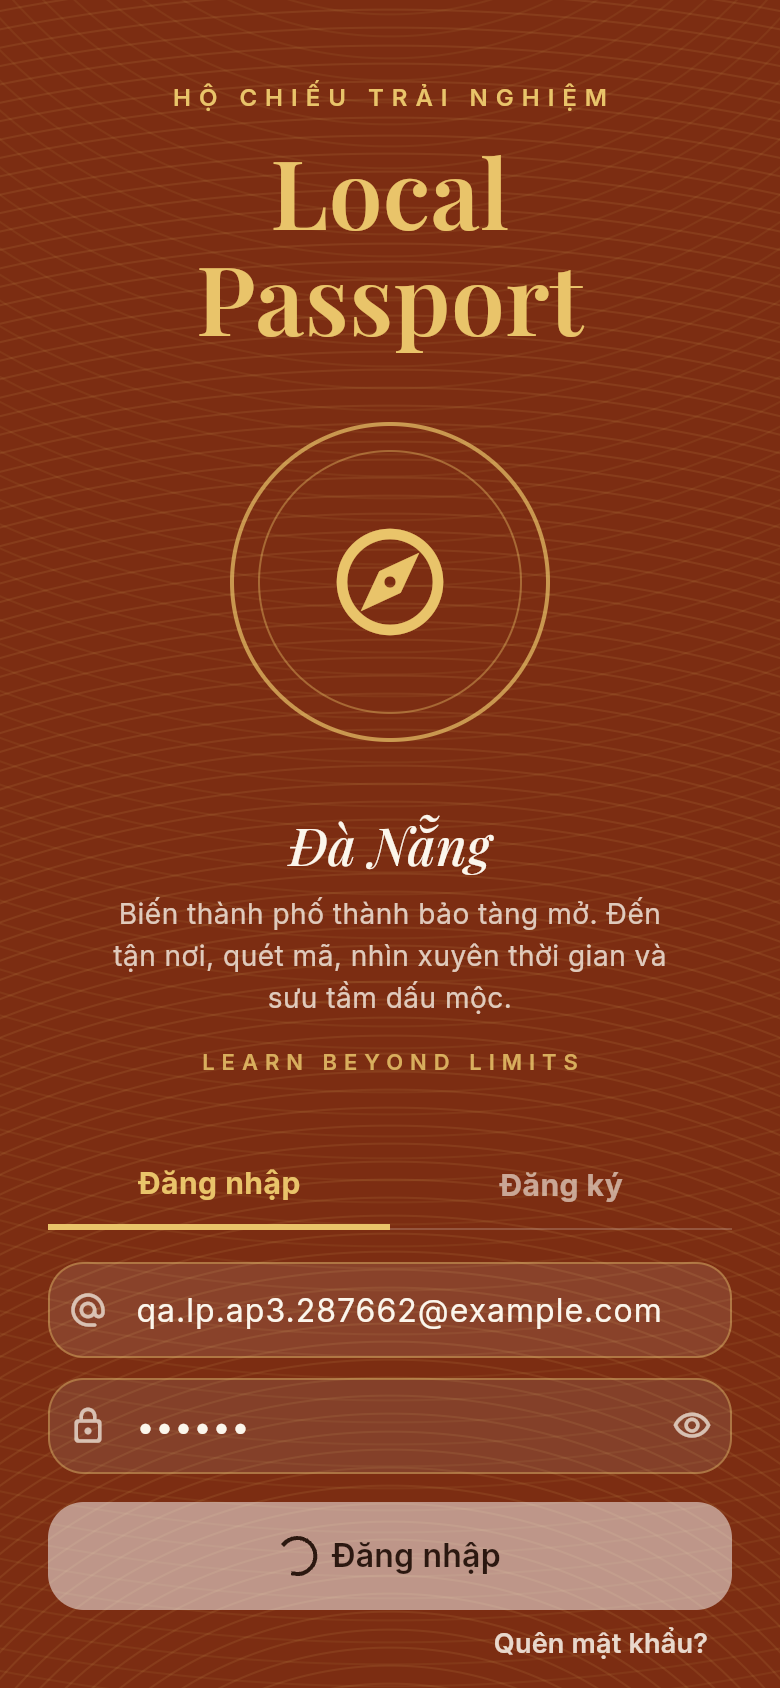 HỘ CHIẾU TRẢI NGHIỆM
Local
Passport
Đà Nẵng
Biến thành phố thành bảo tàng mở. Đến
tận nơi, quét mã, nhìn xuyên thời gian và
sưu tầm dấu mộc.
LEARN BEYOND LIMITS
Đăng nhập
Đăng ký
qa.lp.ap3.287662@example.com
••••••
Đăng nhập
Quên mật khẩu?